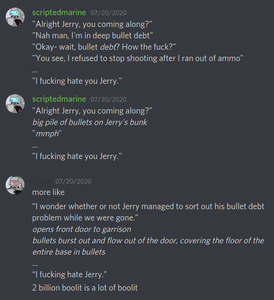 scriptedmarine 07/20/2020
"Alright Jerry, you coming along?"
"Nah man, I'm in deep bullet debt"
"Okay- wait, bullet debt? How the fuck?"
"You see, I refused to stop shooting after I ran out of ammo"
...
"I fucking hate you Jerry."
scriptedmarine 07/20/2020
"Alright Jerry, you coming along?"
big pile of bullets on Jerry's bunk
"mmph"
...
"I fucking hate you Jerry."
07/20/2020
more like
"I wonder whether or not Jerry managed to sort out his bullet debt
problem while we were gone."
opens front door to garrison
bullets burst out and flow out of the door, covering the floor of the
entire base in bullets
...
"I fucking hate Jerry."
2 billion boolit is a lot of boolit